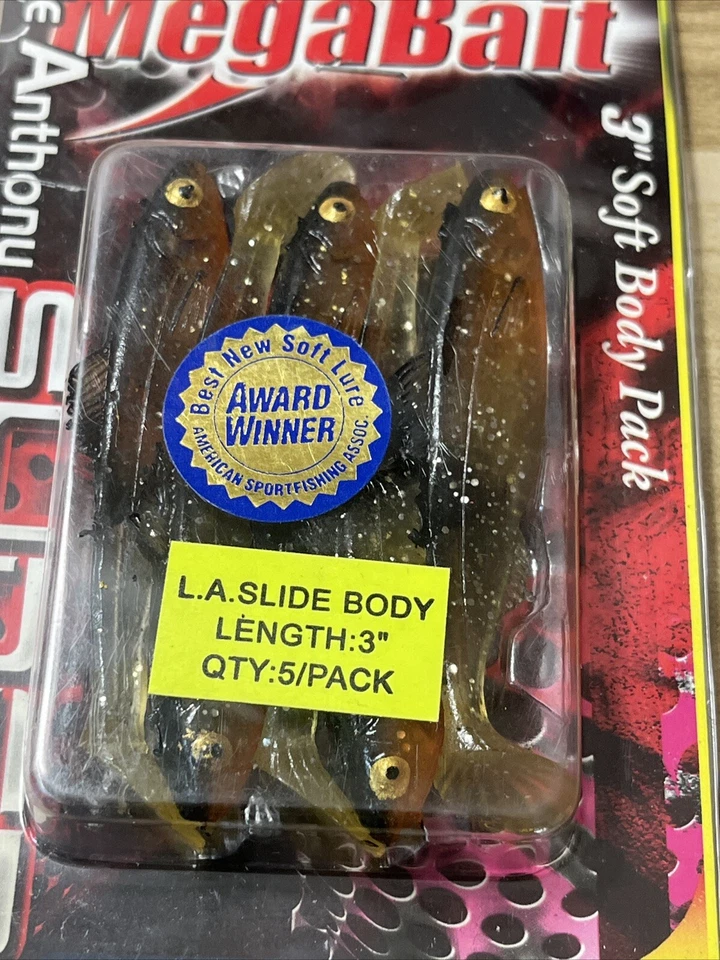 MegaBait
Anthony
3" Soft Body Pack
Best New Soft Lure
AWARD
WINNER
AMERICAN SPORTFISHING ASSOC.
L.A.SLIDE BODY
LENGTH:3"
QTY:5/PACK